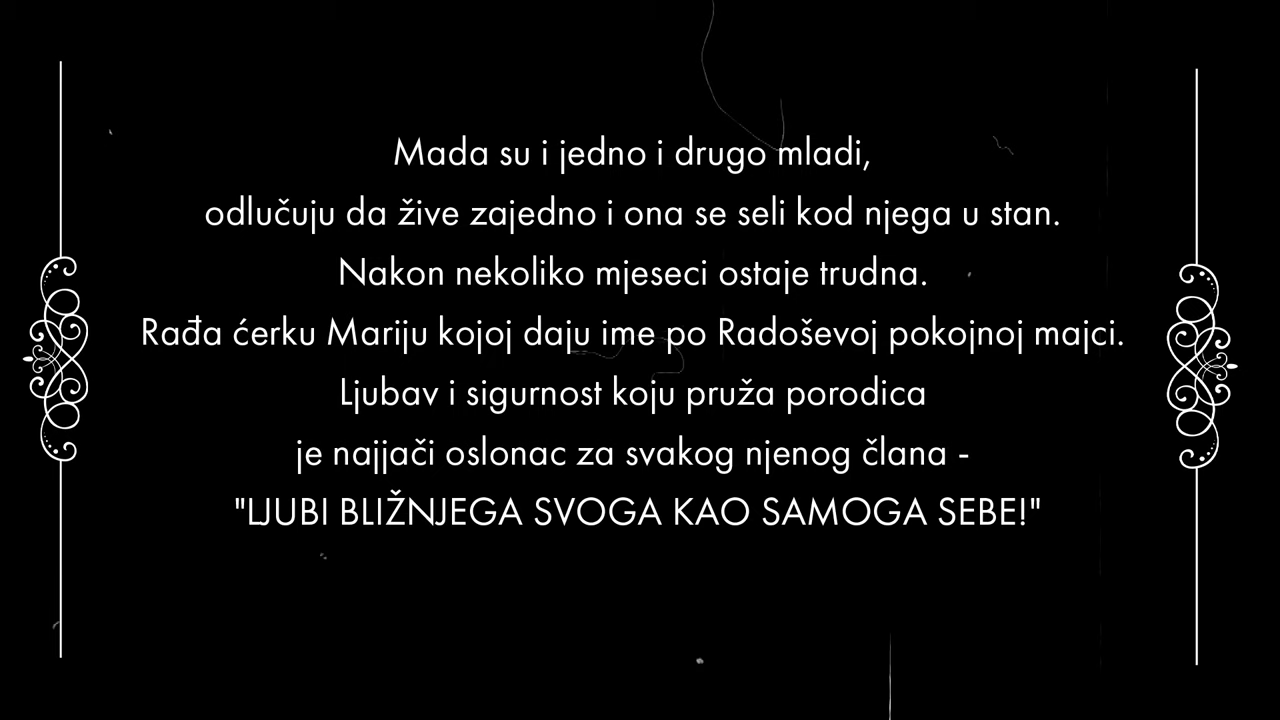 Mada su i jedno i drugo mladi,
odlučuju da žive zajedno i ona se seli kod njega u stan.
Nakon nekoliko mjeseci ostaje trudna.
Rađa ćerku Mariju kojoj daju ime po Radoševoj pokojnoj majci.
Ljubav i sigurnost koju pruža porodica
je najjači oslonac za svakog njenog člana -
"LJUBI BLIŽNJEGA SVOGA KAO SAMOGA SEBE!"